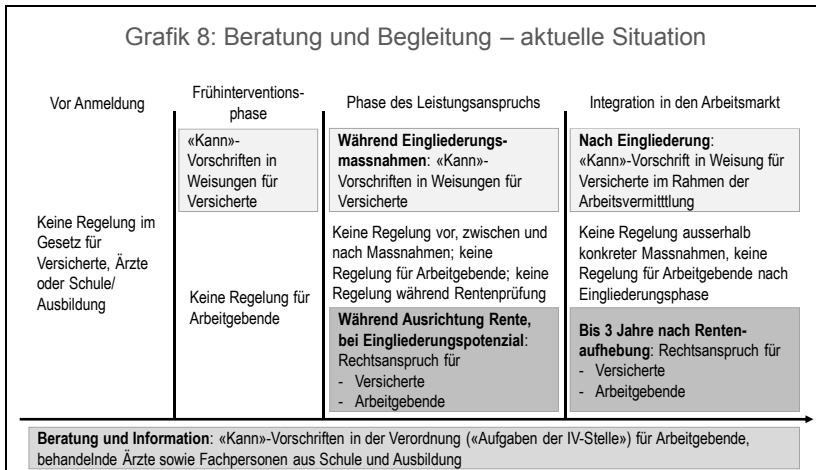 Grafik 8: Beratung und Begleitung – aktuelle Situation
Vor Anmeldung
Frühinterventions-
phase
Phase des Leistungsanspruchs
Integration in den Arbeitsmarkt
Keine Regelung im
Gesetz für
Versicherte, Ärzte
oder Schule/
Ausbildung
«Kann»-
Vorschriften in
Weisungen für
Versicherte
Keine Regelung für
Arbeitgebende
Während Eingliederungs-
massnahmen: «Kann»-
Vorschriften in Weisungen für
Versicherte
Keine Regelung vor, zwischen und
nach Massnahmen; keine
Regelung für Arbeitgebende; keine
Regelung während Rentenprüfung
Während Ausrichtung Rente,
bei Eingliederungspotenzial:
Rechtsanspruch für
- Versicherte
- Arbeitgebende
Nach Eingliederung:
«Kann»-Vorschrift in Weisung für
Versicherte im Rahmen der
Arbeitsvermitttlung
Keine Regelung ausserhalb
konkreter Massnahmen, keine
Regelung für Arbeitgebende nach
Eingliederungsphase
Bis 3 Jahre nach Renten-
aufhebung: Rechtsanspruch für
- Versicherte
- Arbeitgebende
Beratung und Information: «Kann»-Vorschriften in der Verordnung («Aufgaben der IV-Stelle») für Arbeitgebende,
behandelnde Ärzte sowie Fachpersonen aus Schule und Ausbildung